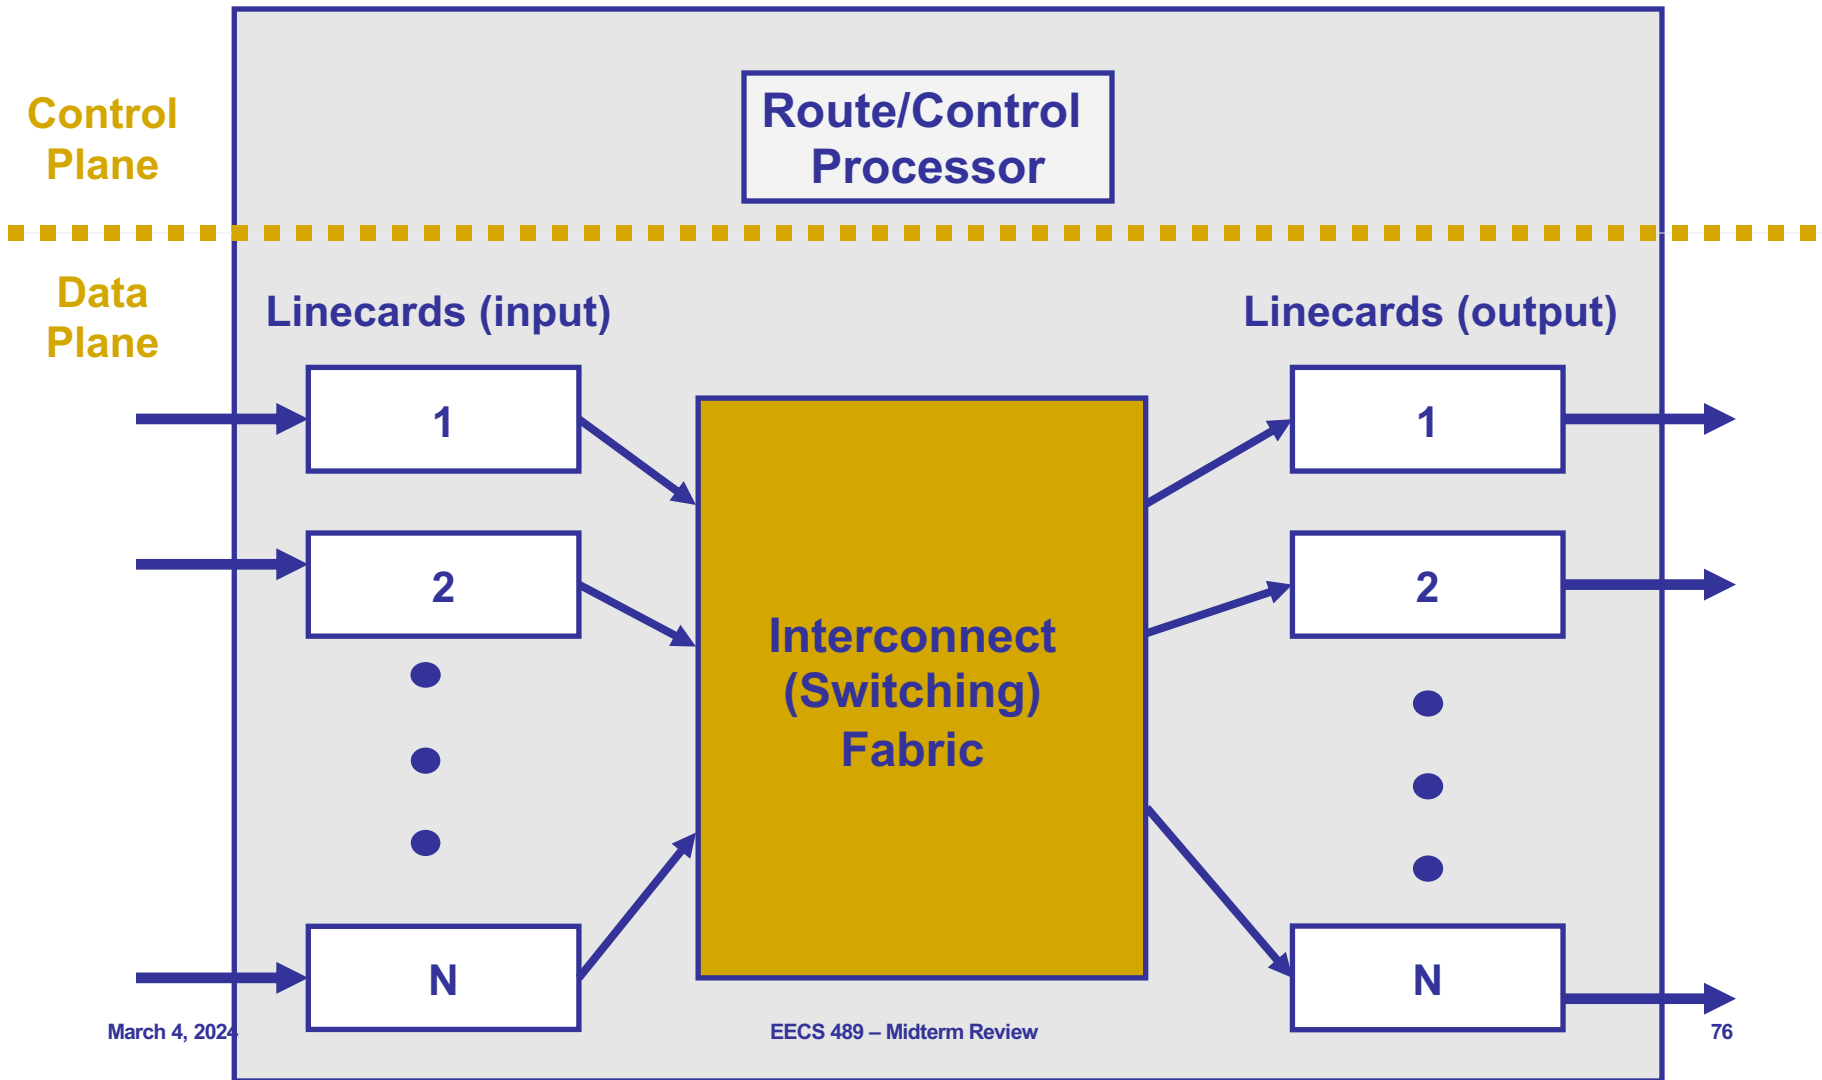 Control
Plane
Route/Control
Processor
Data
Plane
Linecards (input)
Linecards (output)
1
1
2
2
Interconnect
(Switching)
Fabric
N
N
March 4, 2024
EECS 489 – Midterm Review
76